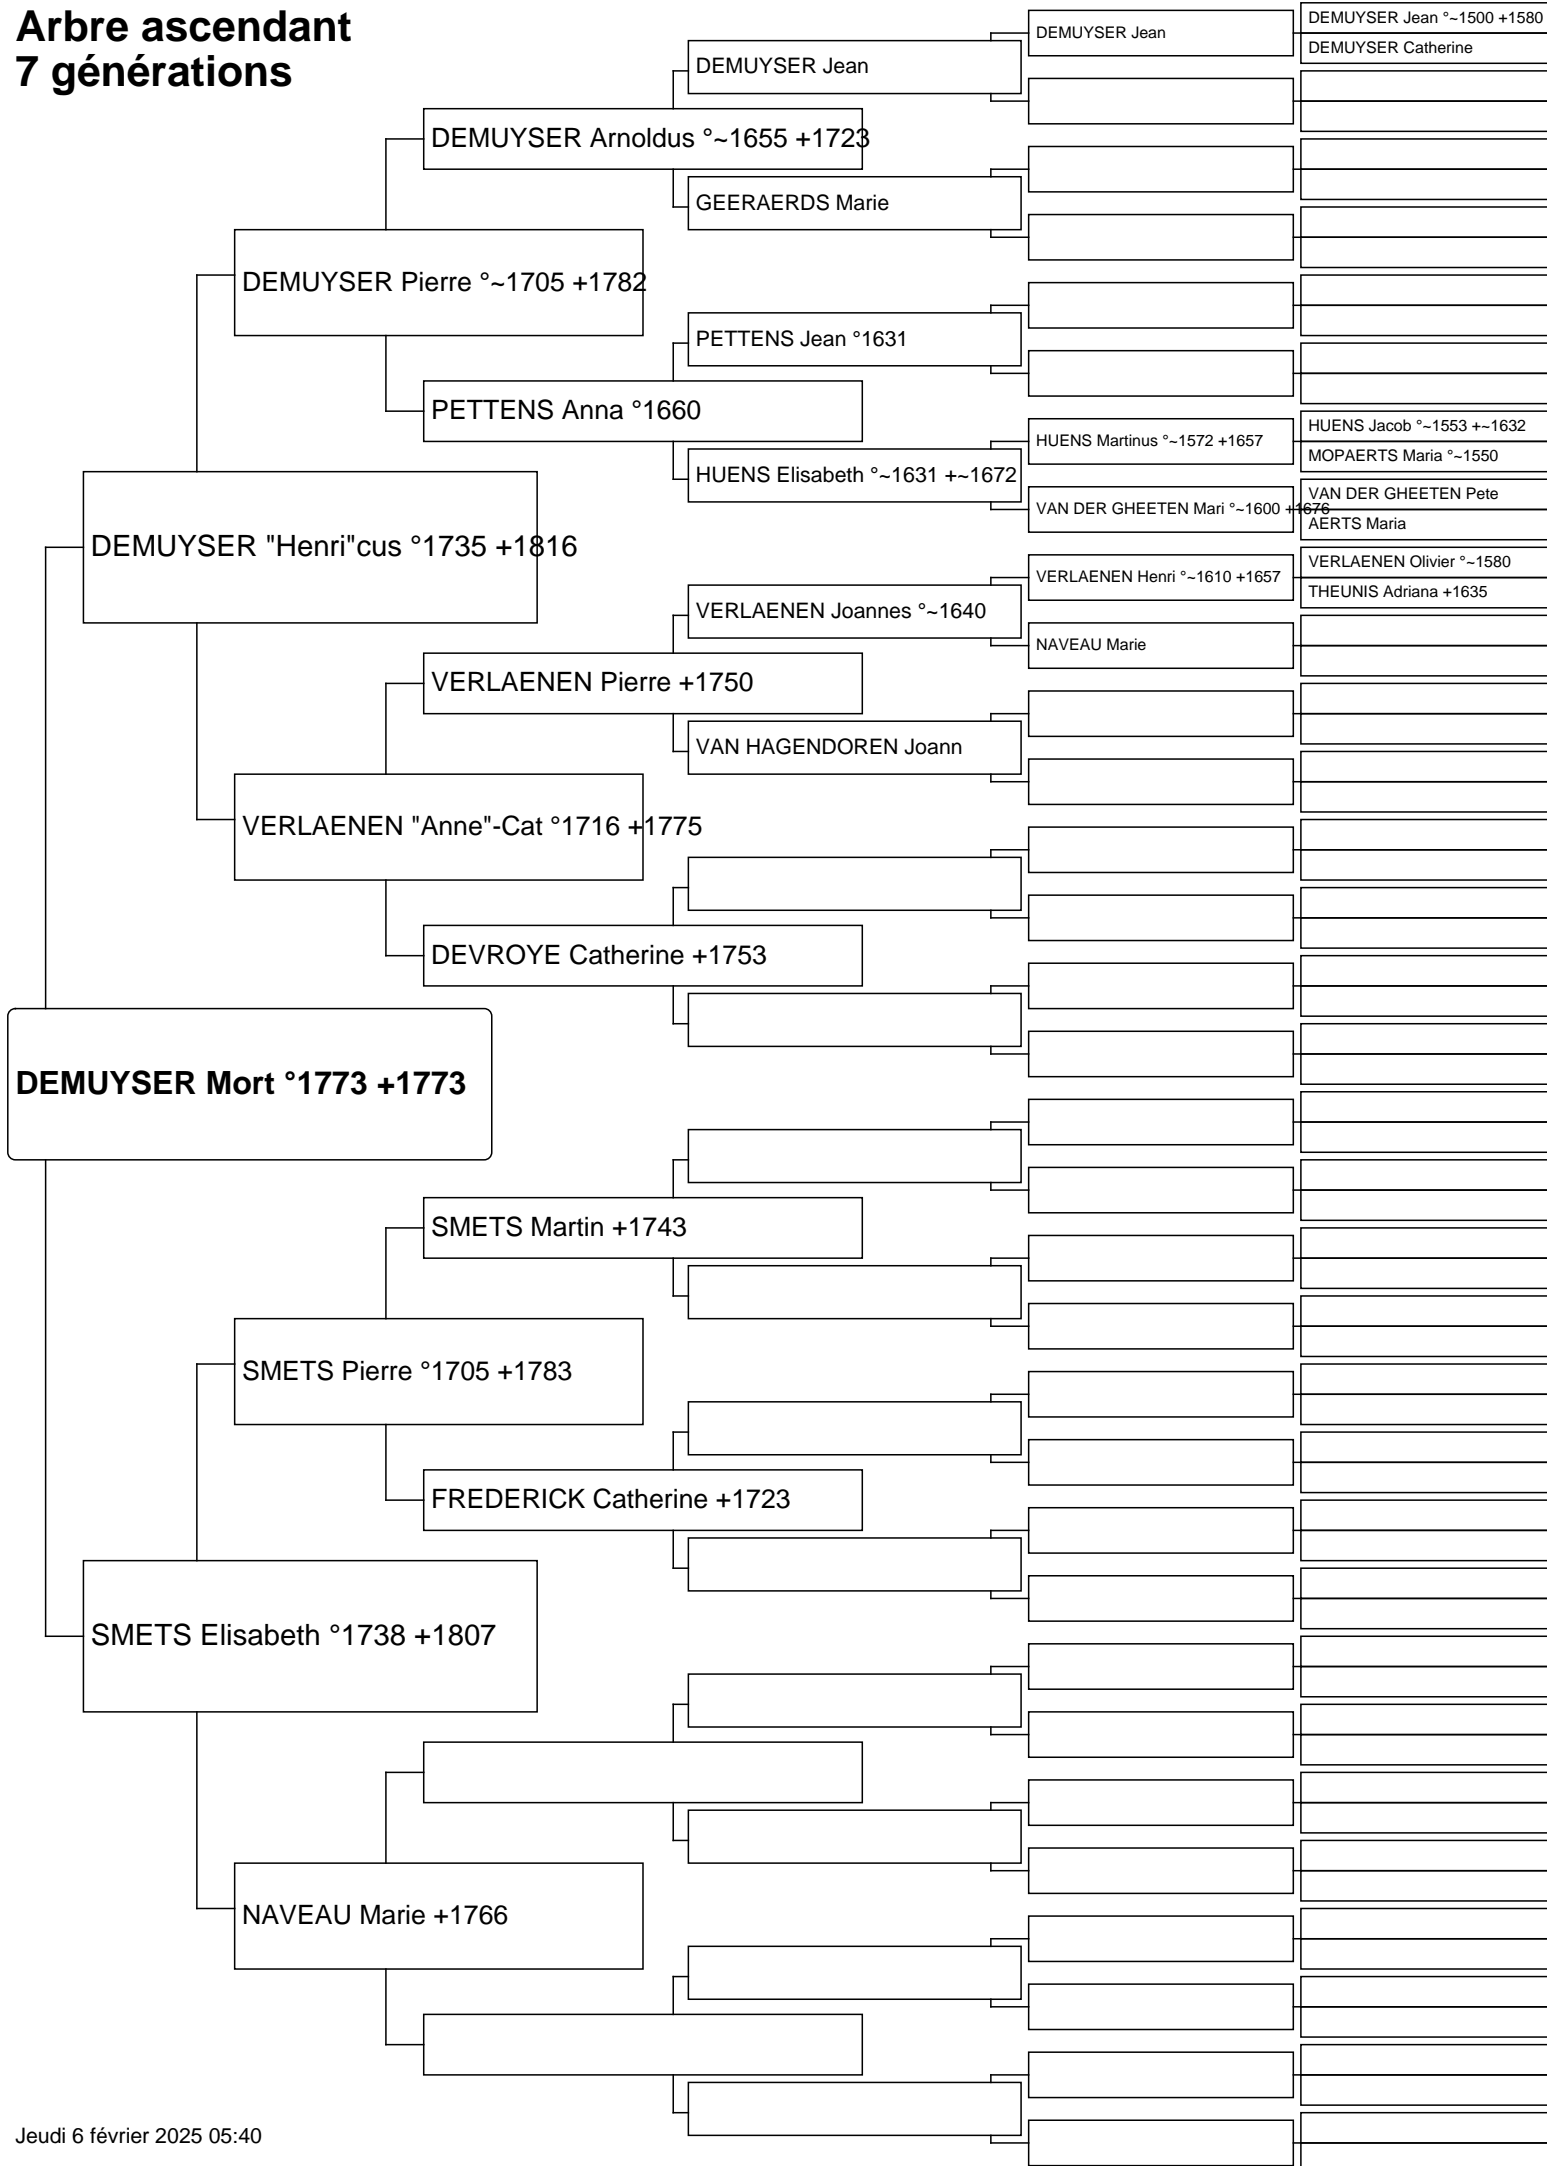 Arbre ascendant
7 générations
DEMUYSER Jean °~1500 +1580
DEMUYSER Jean
DEMUYSER Catherine
DEMUYSER Jean
DEMUYSER Arnoldus °~1655 +1723
GEERAERDS Marie
DEMUYSER Pierre °~1705 +1782
PETTENS Jean °1631
PETTENS Anna °1660
HUENS Jacob °~1553 +~1632
HUENS Martinus °~1572 +1657
MOPAERTS Maria °~1550
HUENS Elisabeth °~1631 +~1672
VAN DER GHEETEN Pete
VAN DER GHEETEN Mari °~1600 +1676
AERTS Maria
DEMUYSER "Henri"cus °1735 +1816
VERLAENEN Olivier °~1580
VERLAENEN Henri °~1610 +1657
THEUNIS Adriana +1635
VERLAENEN Joannes °~1640
NAVEAU Marie
VERLAENEN Pierre +1750
VAN HAGENDOREN Joann
VERLAENEN "Anne"-Cat °1716 +1775
DEVROYE Catherine +1753
DEMUYSER Mort °1773 +1773
SMETS Martin +1743
SMETS Pierre °1705 +1783
FREDERICK Catherine +1723
SMETS Elisabeth °1738 +1807
NAVEAU Marie +1766
Jeudi 6 février 2025 05:40